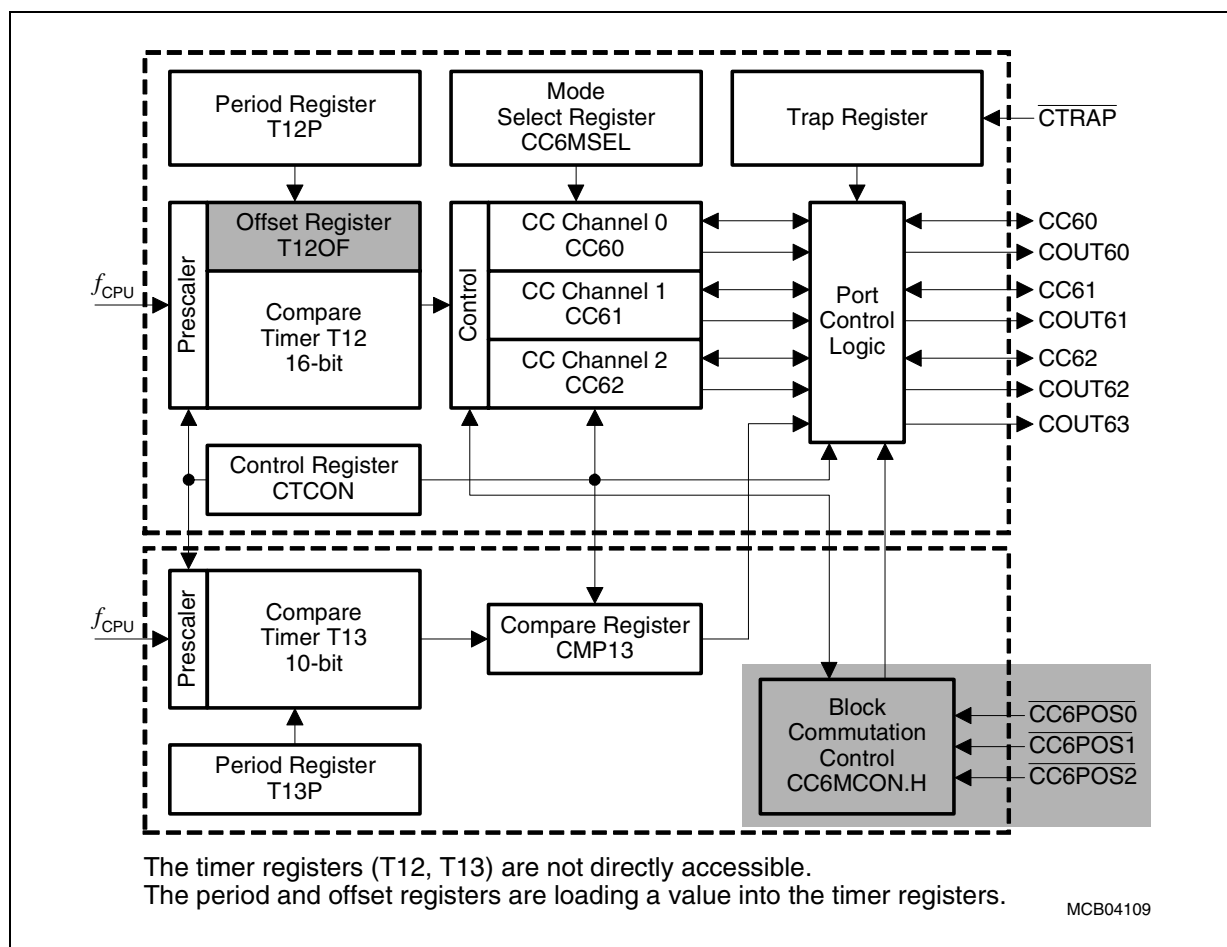 Period Register
T12P
Mode
Select Register
CC6MSEL
Trap Register
CTRAP
Prescaler
Offset Register
T12OF
Control
CC Channel 0
CC60
CC60
COUT60
fCPU
Compare
Timer T12
16-bit
CC Channel 1
CC61
Port
Control
Logic
CC61
COUT61
CC Channel 2
CC62
CC62
COUT62
COUT63
Control Register
CTCON
fCPU
Prescaler
Compare
Timer T13
10-bit
Compare Register
CMP13
Period Register
T13P
Block
Commutation
Control
CC6MCON.H
CC6POS0
CC6POS1
CC6POS2
The timer registers (T12, T13) are not directly accessible.
The period and offset registers are loading a value into the timer registers.
MCB04109